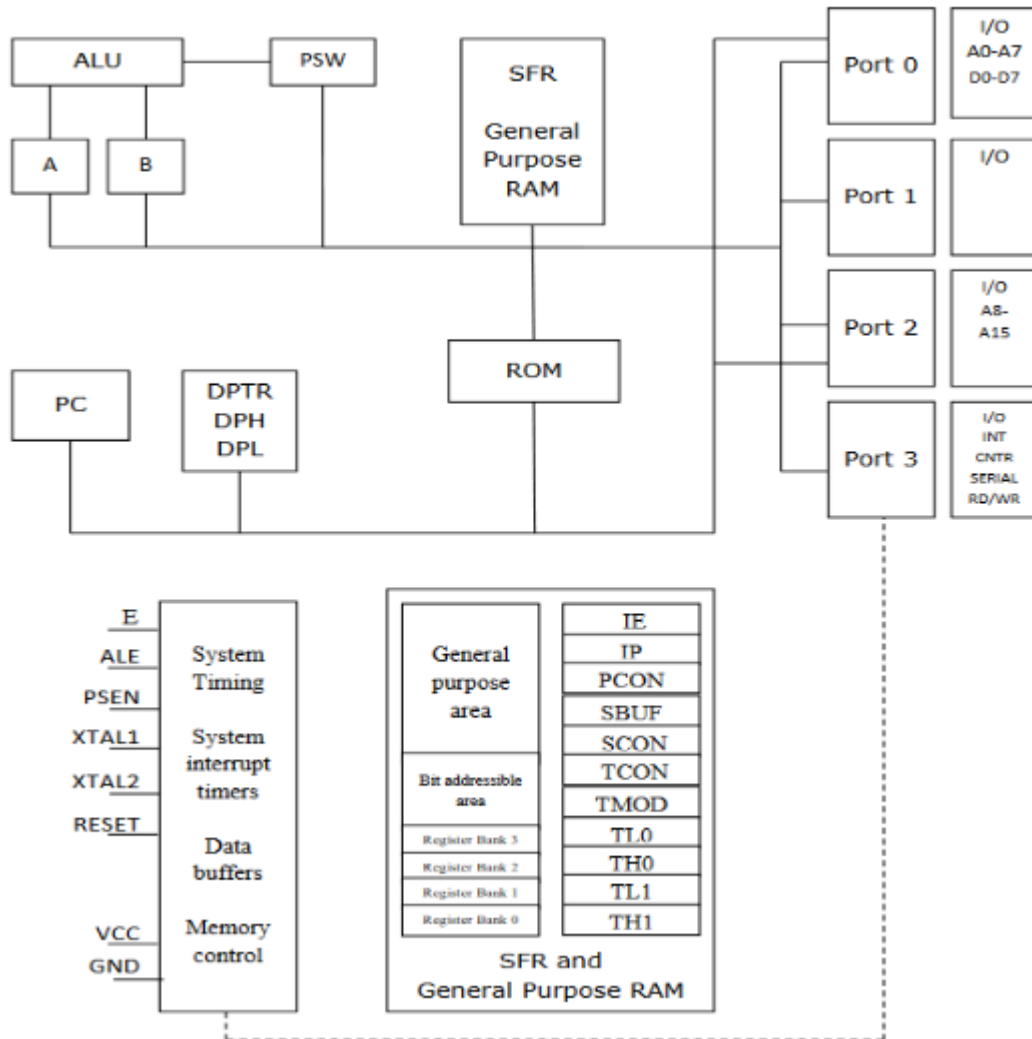 ALU
PSW
A
B
SFR
General
Purpose
RAM
Port 0
I/O
A0-A7
D0-D7
Port 1
I/O
Port 2
I/O
A8-
A15
Port 3
I/O
INT
CNTR
SERIAL
RD/WR
ROM
PC
DPTR
DPH
DPL
E
ALE
PSEN
XTAL1
XTAL2
RESET
VCC
GND
System
Timing
System
interrupt
timers
Data
buffers
Memory
control
General
purpose
area
Bit addressible
area
Register Bank 3
Register Bank 2
Register Bank 1
Register Bank 0
IE
IP
PCON
SBUF
SCON
TCON
TMOD
TL0
TH0
TL1
TH1
SFR and
General Purpose RAM